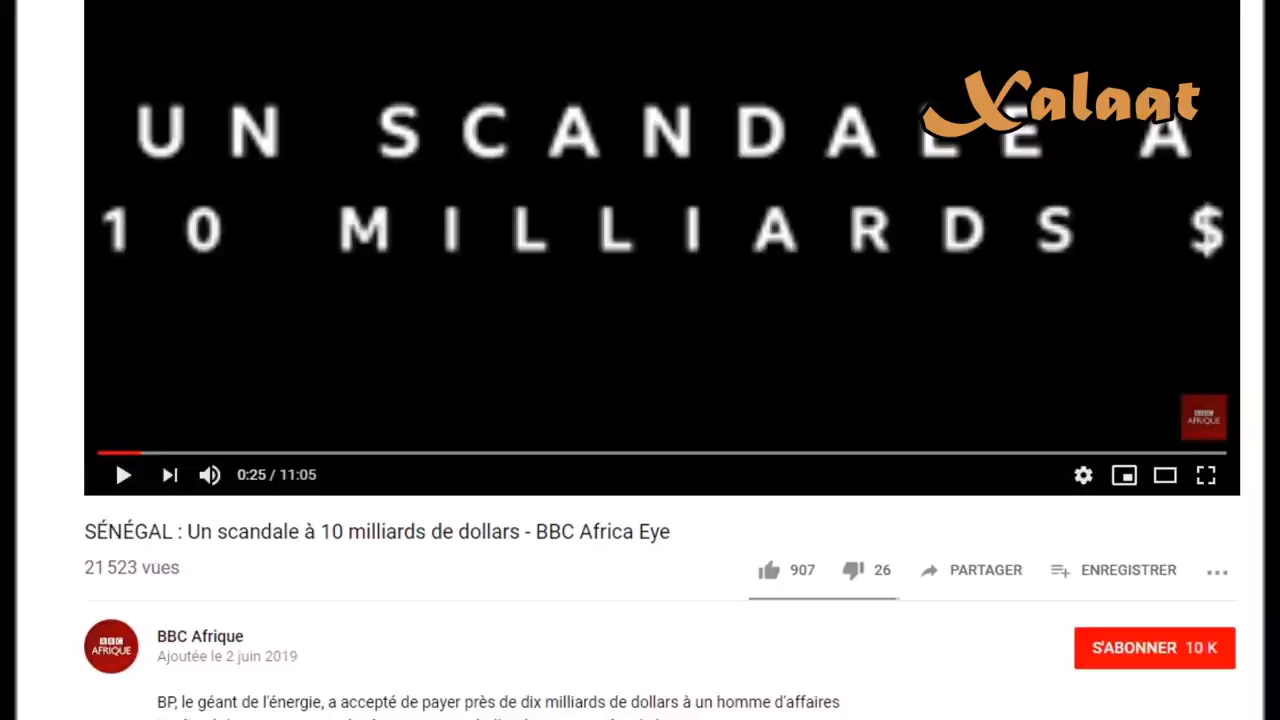 Xalaat
UN SCANDALE A
10 MILLIARDS $
BBC
AFRIQUE
0:25 / 11:05
SÉNÉGAL : Un scandale à 10 milliards de dollars - BBC Africa Eye
21 523 vues
907
26
PARTAGER
ENREGISTRER
BBC
AFRIQUE
BBC Afrique
Ajoutée le 2 juin 2019
S'ABONNER 10 K
BP, le géant de l'énergie, a accepté de payer près de dix milliards de dollars à un homme d'affaires